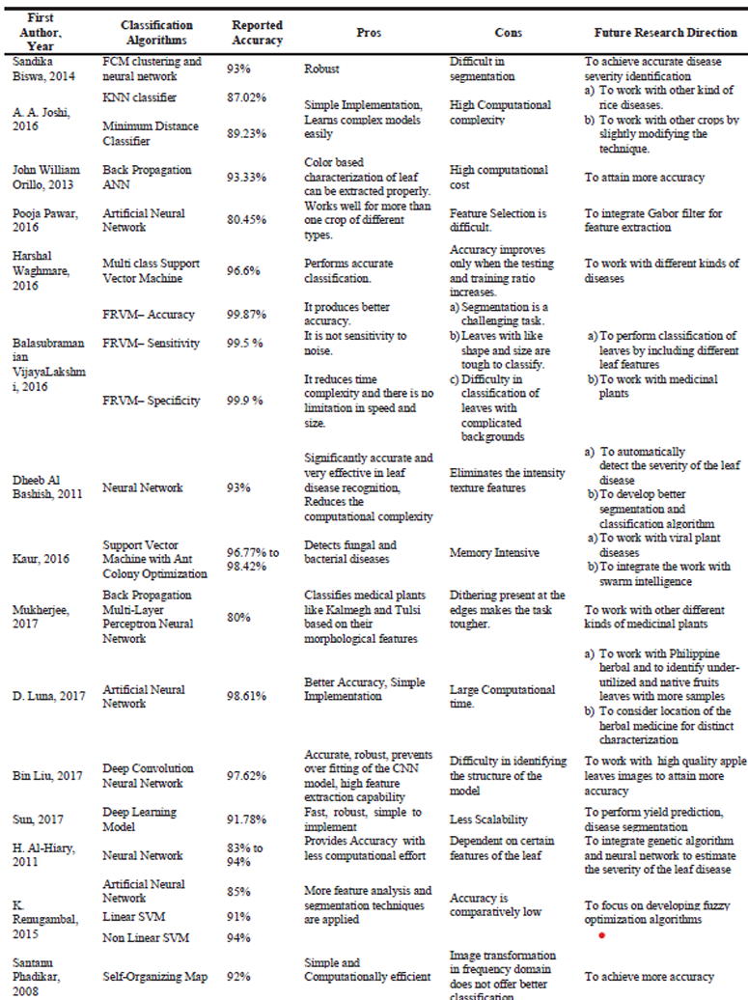 First Author, Year | Classification Algorithms | Reported Accuracy | Pros | Cons | Future Research Direction
Sandika Biswa, 2014 | FCM clustering and neural network | 93% | Robust | Difficult in segmentation | To achieve accurate disease severity identification
A. A. Joshi, 2016 | KNN classifier | 87.02% | Simple Implementation, Learns complex models easily | High Computational complexity | a) To work with other kind of rice diseases.
Minimum Distance Classifier | 89.23% | b) To work with other crops by slightly modifying the technique.
John William Orillo, 2013 | Back Propagation ANN | 93.33% | Color based characterization of leaf can be extracted properly. | High computational cost | To attain more accuracy
Pooja Pawar, 2016 | Artificial Neural Network | 80.45% | Works well for more than one crop of different types. | Feature Selection is difficult. | To integrate Gabor filter for feature extraction
Harshal Waghmare, 2016 | Multi class Support Vector Machine | 96.6% | Performs accurate classification. | Accuracy improves only when the testing and training ratio increases. | To work with different kinds of diseases
Balasubramanian VijayaLakshmi, 2016 | FRVM– Accuracy | 99.87% | It produces better accuracy. | a) Segmentation is a challenging task.
FRVM– Sensitivity | 99.5 % | It is not sensitivity to noise. | b) Leaves with like shape and size are tough to classify. | a) To perform classification of leaves by including different leaf features
FRVM– Specificity | 99.9 % | It reduces time complexity and there is no limitation in speed and size. | c) Difficulty in classification of leaves with complicated backgrounds | b) To work with medicinal plants
Dheeb Al Bashish, 2011 | Neural Network | 93% | Significantly accurate and very effective in leaf disease recognition, Reduces the computational complexity | Eliminates the intensity texture features | a) To automatically detect the severity of the leaf disease b) To develop better segmentation and classification algorithm
Kaur, 2016 | Support Vector Machine with Ant Colony Optimization | 96.77% to 98.42% | Detects fungal and bacterial diseases | Memory Intensive | a) To work with viral plant diseases b) To integrate the work with swarm intelligence
Mukherjee, 2017 | Back Propagation Multi-Layer Perceptron Neural Network | 80% | Classifies medical plants like Kalmegh and Tulsi based on their morphological features | Dithering present at the edges makes the task tougher. | To work with other different kinds of medicinal plants
D. Luna, 2017 | Artificial Neural Network | 98.61% | Better Accuracy, Simple Implementation | Large Computational time. | a) To work with Philippine herbal and to identify under-utilized and native fruits leaves with more samples b) To consider location of the herbal medicine for distinct characterization
Bin Liu, 2017 | Deep Convolution Neural Network | 97.62% | Accurate, robust, prevents over fitting of the CNN model, high feature extraction capability | Difficulty in identifying the structure of the model | To work with high quality apple leaves images to attain more accuracy
Sun, 2017 | Deep Learning Model | 91.78% | Fast, robust, simple to implement | Less Scalability | To perform yield prediction, disease segmentation
H. Al-Hiary, 2011 | Neural Network | 83% to 94% | Provides Accuracy with less computational effort | Dependent on certain features of the leaf | To integrate genetic algorithm and neural network to estimate the severity of the leaf disease
K. Renugambal, 2015 | Artificial Neural Network | 85% | More feature analysis and segmentation techniques are applied | Accuracy is comparatively low | To focus on developing fuzzy optimization algorithms
Linear SVM | 91%
Non Linear SVM | 94%
Santanu Phadikar, 2008 | Self-Organizing Map | 92% | Simple and Computationally efficient | Image transformation in frequency domain does not offer better classification | To achieve more accuracy